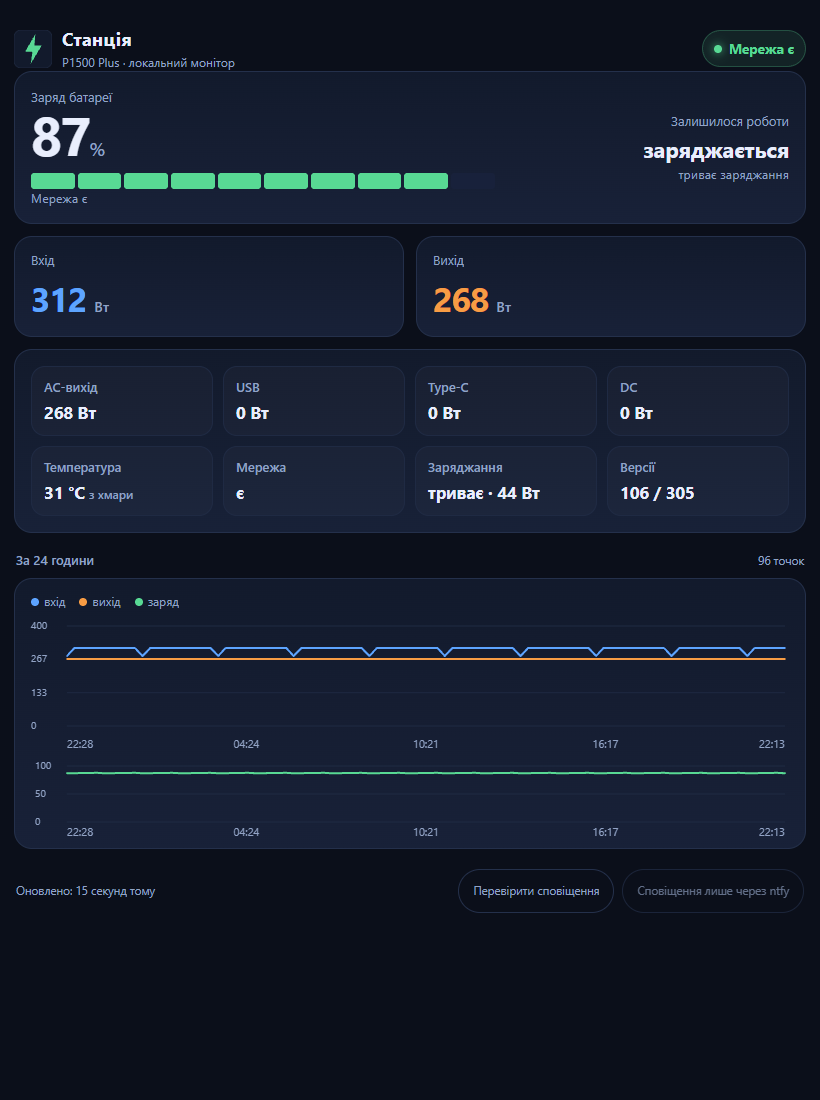 Станція
P1500 Plus · локальний монітор
Мережа є
Заряд батареї
87%
Мережа є
Залишилося роботи
заряджається
триває заряджання
Вхід
312 Вт
Вихід
268 Вт
AC-вихід
268 Вт
USB
0 Вт
Type-C
0 Вт
DC
0 Вт
Температура
31 °C з хмари
Мережа
є
Заряджання
триває · 44 Вт
Версії
106 / 305
За 24 години
96 точок
вхід вихід заряд
400
267
133
0
22:28 04:24 10:21 16:17 22:13
100
50
0
22:28 04:24 10:21 16:17 22:13
Оновлено: 15 секунд тому
Перевірити сповіщення
Сповіщення лише через ntfy